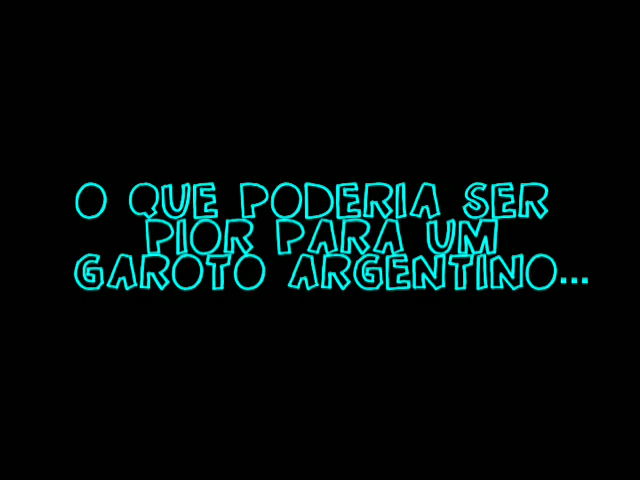 O QUE PODERIA SER
PIOR PARA UM
GAROTO ARGENTINO...